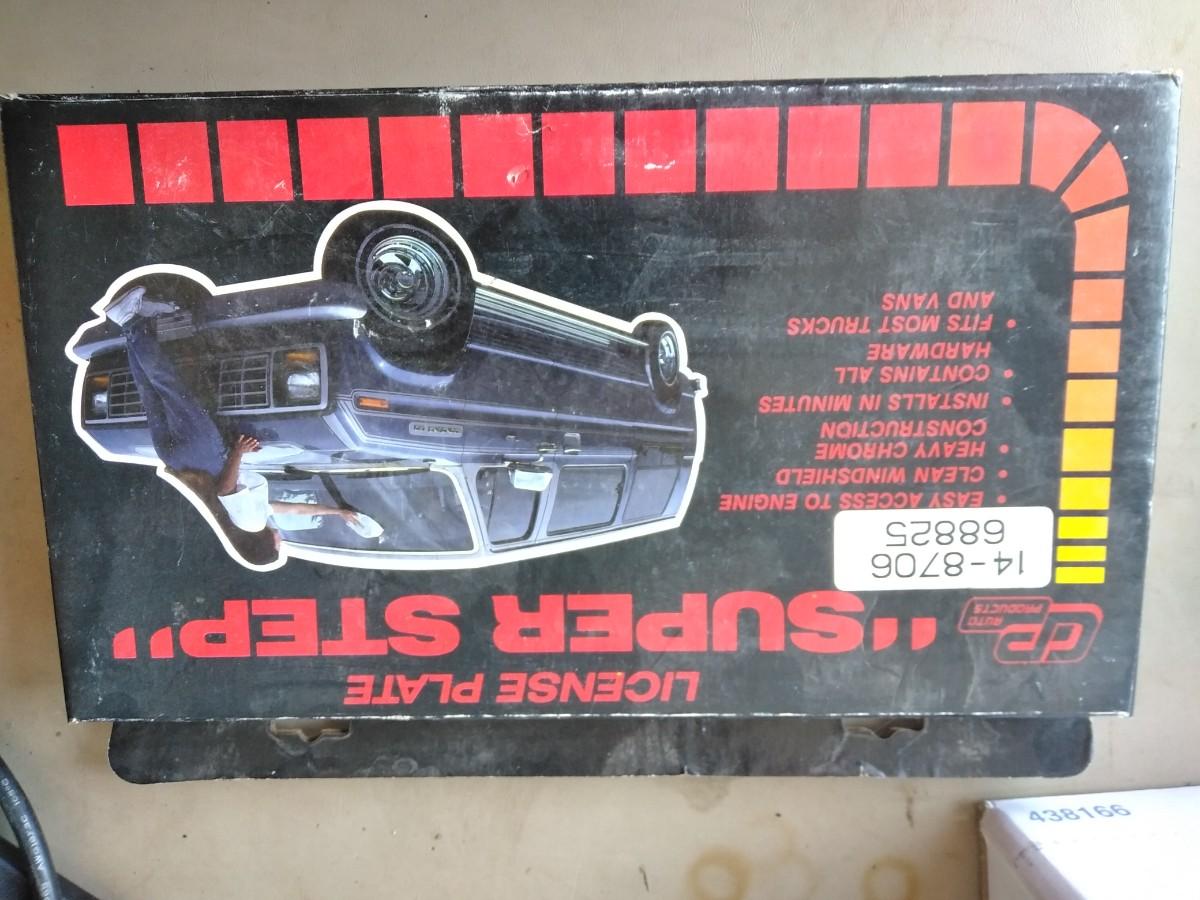 LICENSE PLATE
"SUPER STEP"
dp
AUTO
PRODUCTS
14-8706
68825
• EASY ACCESS TO ENGINE
• CLEAN WINDSHIELD
• HEAVY CHROME
CONSTRUCTION
• INSTALLS IN MINUTES
• CONTAINS ALL
HARDWARE
• FITS MOST TRUCKS
AND VANS
438166